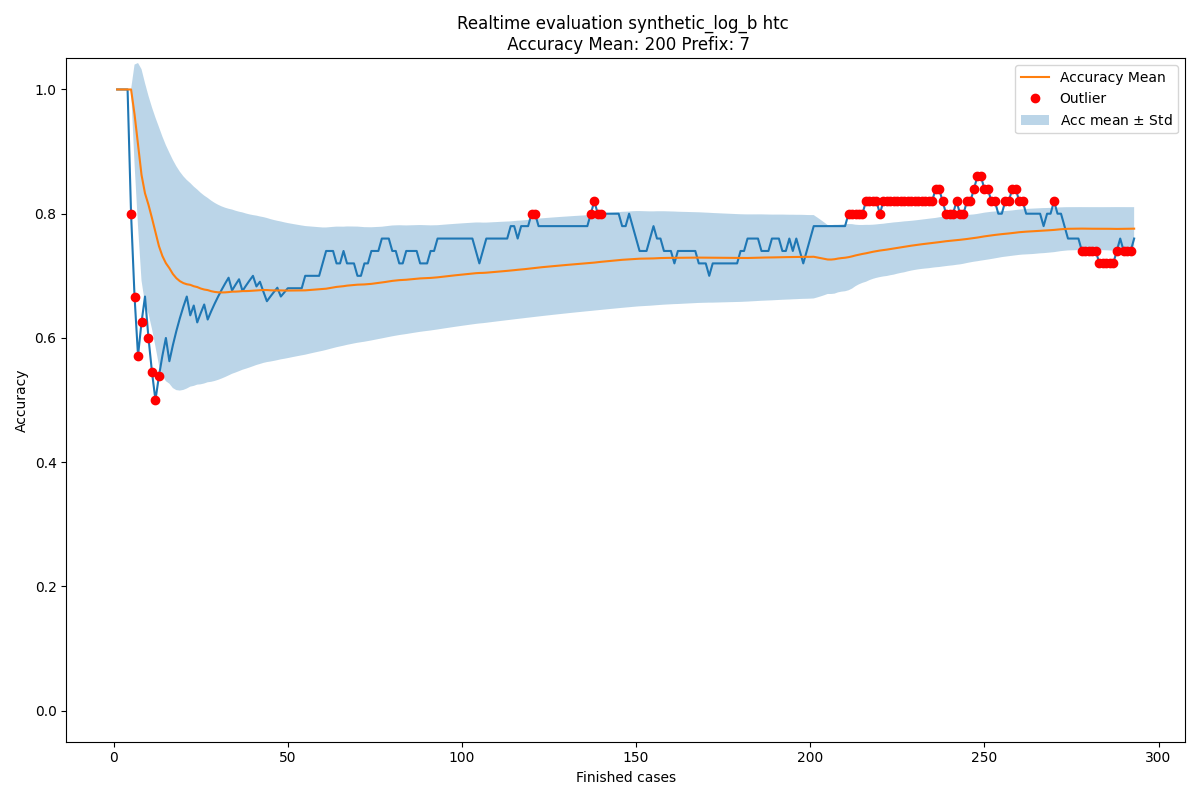 Realtime evaluation synthetic_log_b htc
Accuracy Mean: 200 Prefix: 7
Accuracy Mean
Outlier
Acc mean ± Std
1.0
0.8
0.6
0.4
0.2
0.0
Accuracy
0 50 100 150 200 250 300
Finished cases